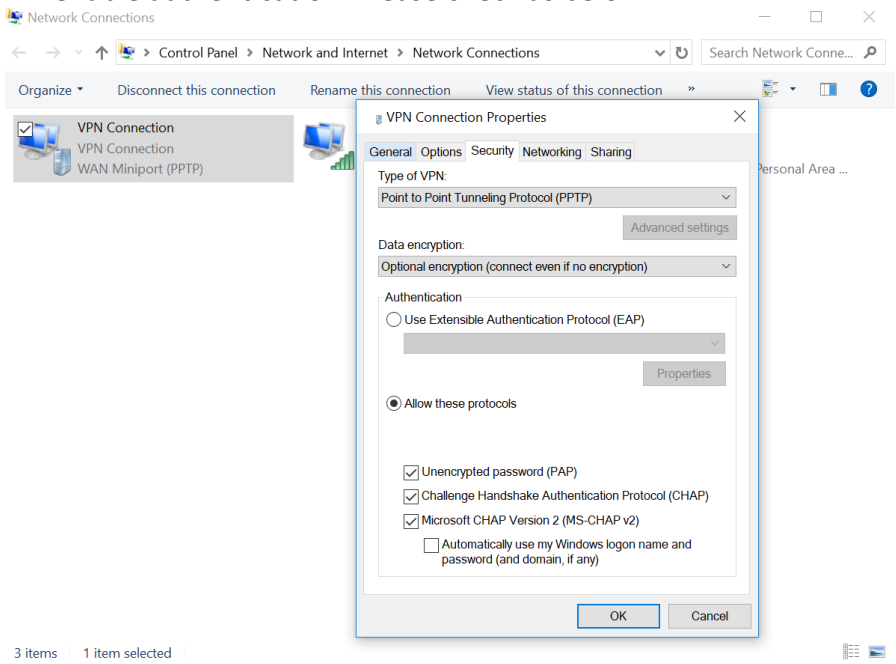 Network Connections
Control Panel > Network and Internet > Network Connections
Search Network Conne...
Organize
Disconnect this connection
Rename this connection
View status of this connection
»
?
VPN Connection
VPN Connection
WAN Miniport (PPTP)
Personal Area ...
VPN Connection Properties
General Options Security Networking Sharing
Type of VPN:
Point to Point Tunneling Protocol (PPTP)
Advanced settings
Data encryption:
Optional encryption (connect even if no encryption)
Authentication
Use Extensible Authentication Protocol (EAP)
Properties
Allow these protocols
Unencrypted password (PAP)
Challenge Handshake Authentication Protocol (CHAP)
Microsoft CHAP Version 2 (MS-CHAP v2)
Automatically use my Windows logon name and
password (and domain, if any)
OK
Cancel
3 items
1 item selected